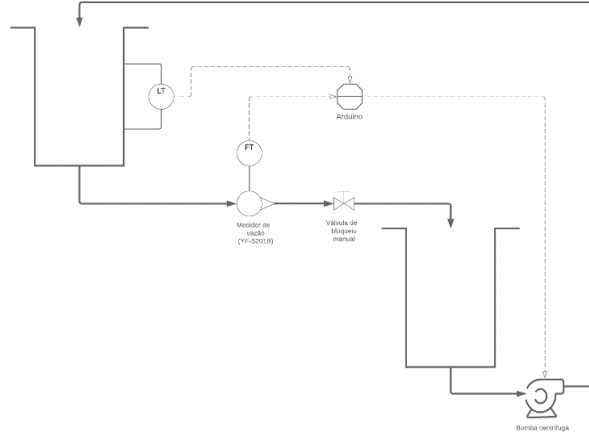 LT
Arduino
FT
Medidor de
vazão
(YF-S201B)
Válvula de
bloqueio
manual
Bomba centrífuga